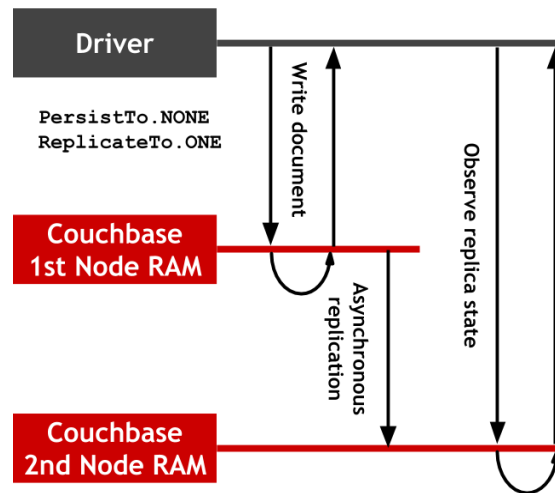 Driver
PersistTo.NONE
ReplicateTo.ONE
Write document
Observe replica state
Couchbase
1st Node RAM
Asynchronous
replication
Couchbase
2nd Node RAM